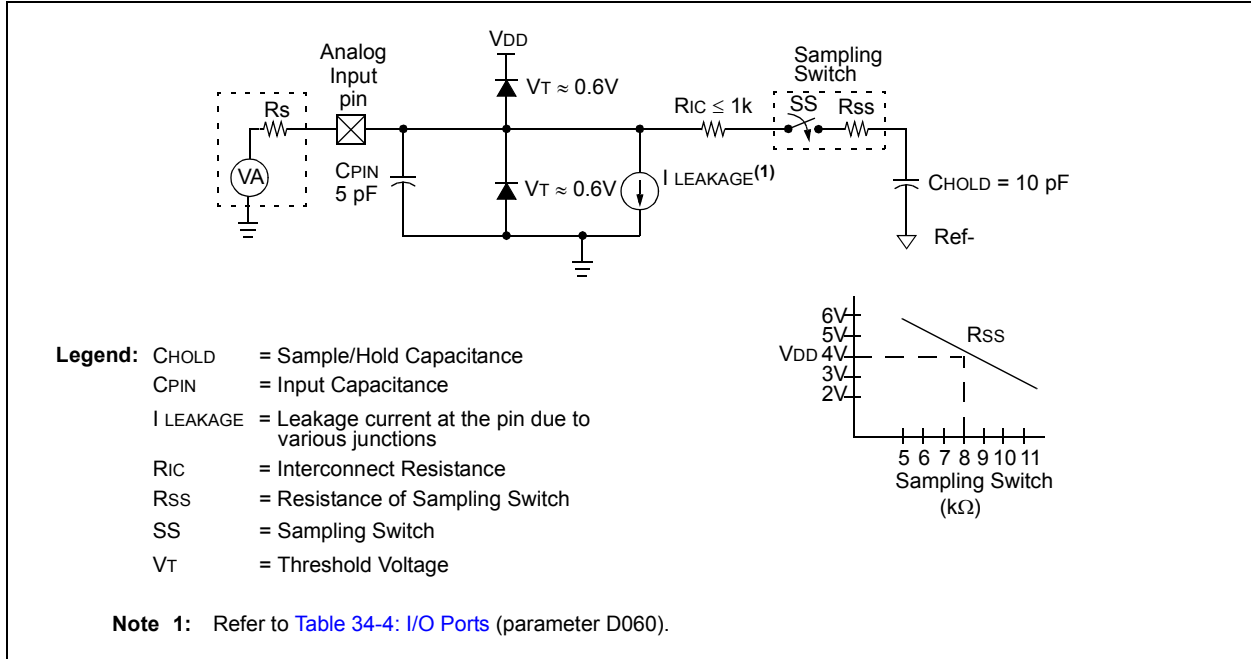 VDD
Sampling
Switch
Analog
Input
pin
VT ≈ 0.6V
RIC ≤ 1k
SS
Rss
Rs
VA
CPIN
5 pF
VT ≈ 0.6V
I LEAKAGE(1)
CHOLD = 10 pF
Ref-
6V
5V
VDD 4V
3V
2V
RSS
5 6 7 8 9 10 11
Sampling Switch
(kΩ)
Legend: CHOLD = Sample/Hold Capacitance
CPIN = Input Capacitance
I LEAKAGE = Leakage current at the pin due to
various junctions
RIC = Interconnect Resistance
RSS = Resistance of Sampling Switch
SS = Sampling Switch
VT = Threshold Voltage
Note 1: Refer to Table 34-4: I/O Ports (parameter D060).